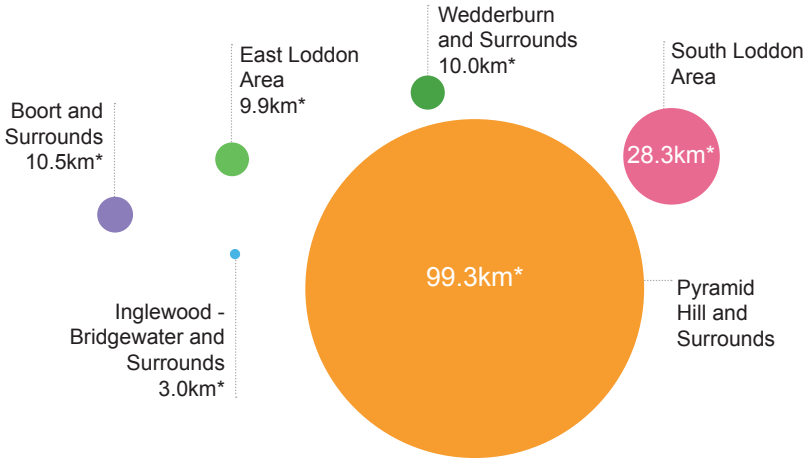 Wedderburn
and Surrounds
10.0km*
East Loddon
Area
9.9km*
South Loddon
Area
28.3km*
Boort and
Surrounds
10.5km*
99.3km*
Pyramid
Hill and
Surrounds
Inglewood -
Bridgewater and
Surrounds
3.0km*